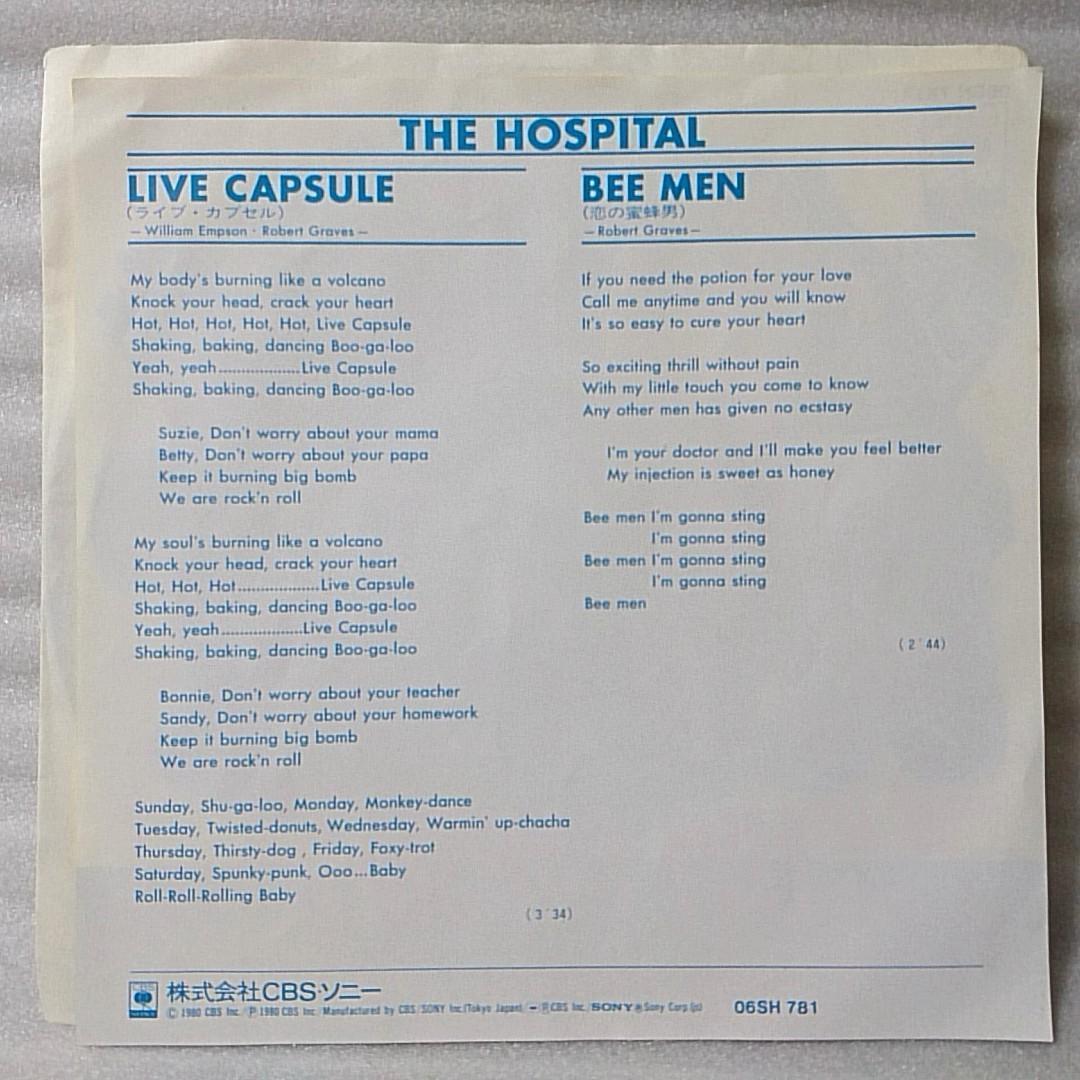 THE HOSPITAL
LIVE CAPSULE
(ライブ・カプセル)
—William Empson · Robert Graves—
My body's burning like a volcano
Knock your head, crack your heart
Hot, Hot, Hot, Hot, Hot, Live Capsule
Shaking, baking, dancing Boo-ga-loo
Yeah, yeah..................Live Capsule
Shaking, baking, dancing Boo-ga-loo
Suzie, Don't worry about your mama
Betty, Don't worry about your papa
Keep it burning big bomb
We are rock'n roll
My soul's burning like a volcano
Knock your head, crack your heart
Hot, Hot, Hot..................Live Capsule
Shaking, baking, dancing Boo-ga-loo
Yeah, yeah..................Live Capsule
Shaking, baking, dancing Boo-ga-loo
Bonnie, Don't worry about your teacher
Sandy, Don't worry about your homework
Keep it burning big bomb
We are rock'n roll
Sunday, Shu-ga-loo, Monday, Monkey-dance
Tuesday, Twisted-donuts, Wednesday, Warmin' up-chacha
Thursday, Thirsty-dog , Friday, Foxy-trot
Saturday, Spunky-punk, Ooo...Baby
Roll-Roll-Rolling Baby
(3´34)
BEE MEN
(恋の蜜蜂男)
—Robert Graves—
If you need the potion for your love
Call me anytime and you will know
It's so easy to cure your heart
So exciting thrill without pain
With my little touch you come to know
Any other men has given no ecstasy
I'm your doctor and I'll make you feel better
My injection is sweet as honey
Bee men I'm gonna sting
I'm gonna sting
Bee men I'm gonna sting
I'm gonna sting
Bee men
(2´44)
CBS
SONY
株式会社CBS・ソニー
Ⓒ 1980 CBS Inc. Ⓟ 1980 CBS Inc. Manufactured by CBS/SONY Inc.(Tokyo Japan) ®CBS Inc. SONY®Sony Corp.
06SH 781